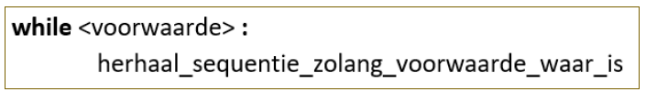 while <voorwaarde> :
herhaal_sequentie_zolang_voorwaarde_waar_is